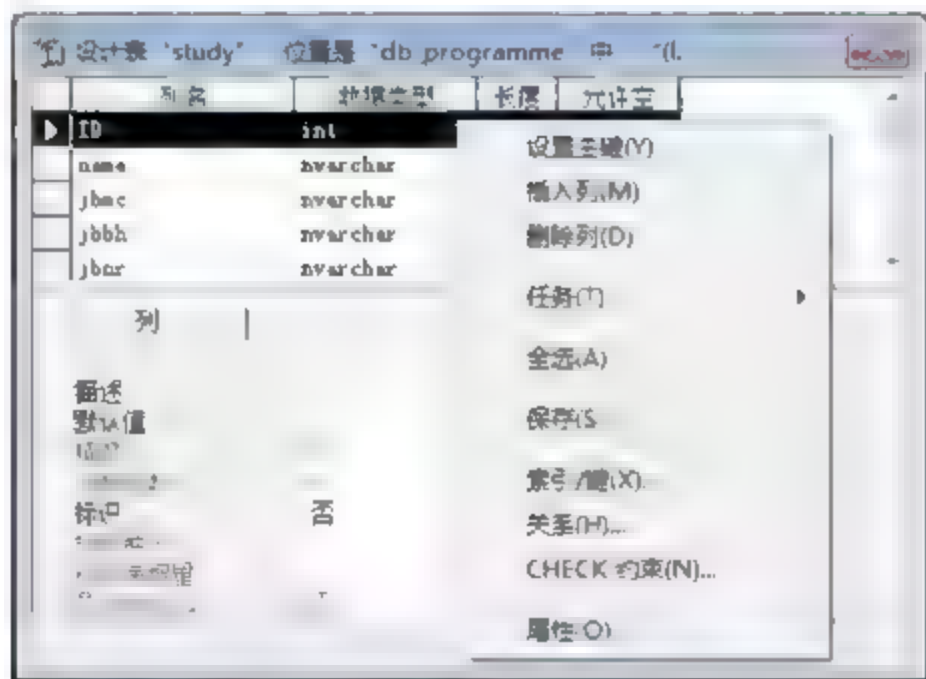 设计表 "study" 位置是 "db_programme" 中
列名 数据类型 长度 允许空
ID int
name nvarchar
jbmc nvarchar
jbbh nvarchar
jbnr nvarchar
列
描述
默认值
标识 否
设置主键(Y)
插入列(M)
删除列(D)
任务(T)
全选(A)
保存(S)
索引/键(X)...
关系(H)...
CHECK 约束(N)...
属性(O)